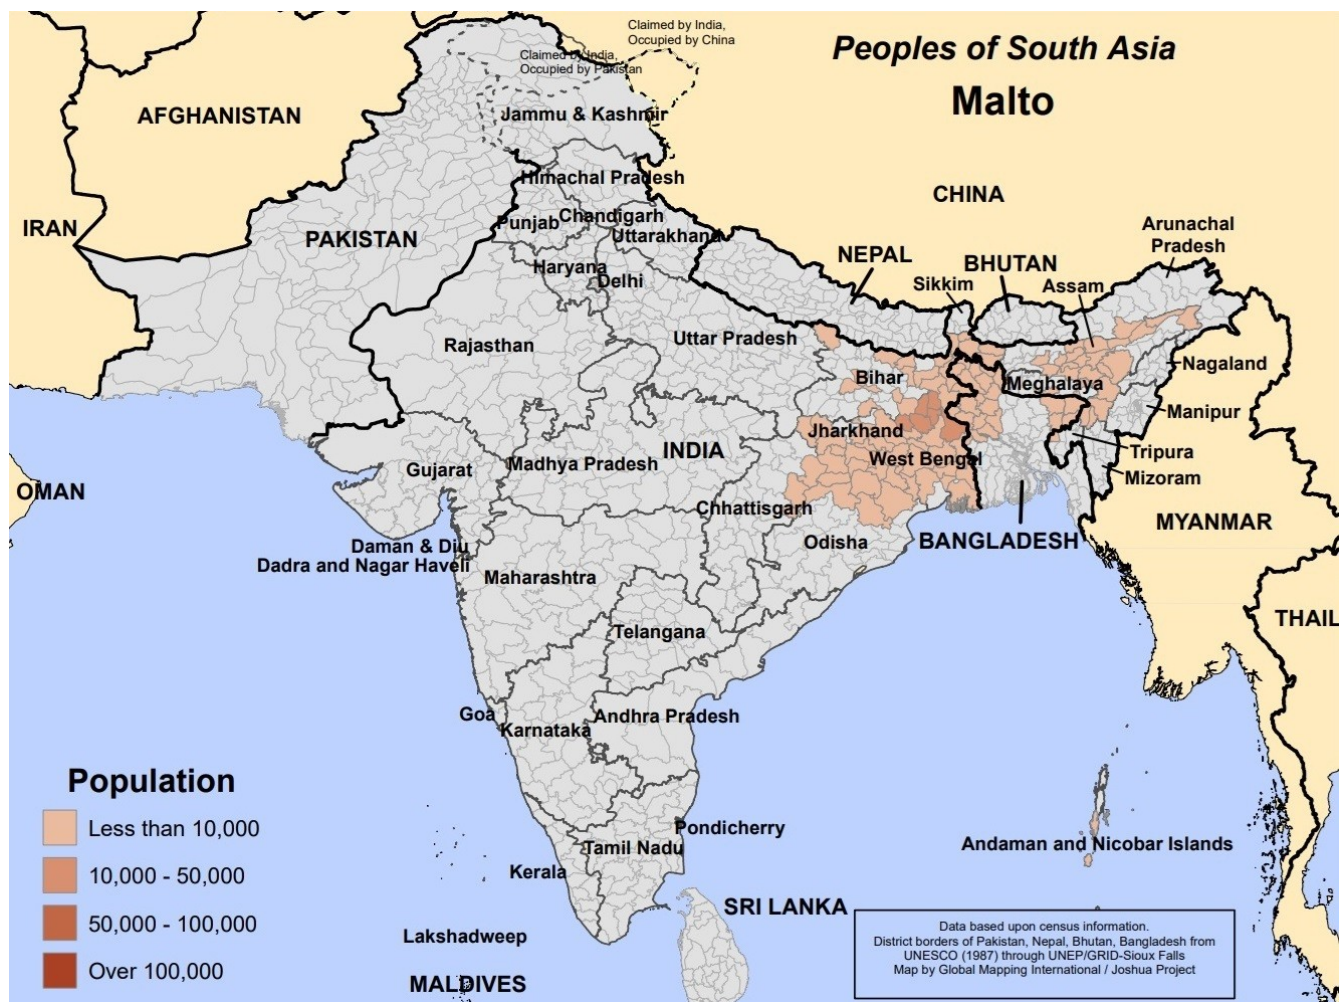 Claimed by India,
Occupied by China
Peoples of South Asia
Malto
Claimed by India,
Occupied by Pakistan
AFGHANISTAN
Jammu & Kashmir
Himachal Pradesh
CHINA
IRAN
PAKISTAN
Punjab
Chandigarh
Uttarakhand
Arunachal
Pradesh
NEPAL
BHUTAN
Haryana
Delhi
Sikkim
Assam
Rajasthan
Uttar Pradesh
Nagaland
Bihar
Meghalaya
Manipur
Jharkhand
INDIA
Tripura
West Bengal
Madhya Pradesh
Gujarat
Mizoram
OMAN
Chhattisgarh
MYANMAR
Odisha
BANGLADESH
Daman & Diu
Dadra and Nagar Haveli
Maharashtra
THAIL
Telangana
Goa
Karnataka
Andhra Pradesh
Population
Less than 10,000
10,000 - 50,000
50,000 - 100,000
Over 100,000
Pondicherry
Tamil Nadu
Kerala
Andaman and Nicobar Islands
SRI LANKA
Lakshadweep
MALDIVES
Data based upon census information.
District borders of Pakistan, Nepal, Bhutan, Bangladesh from
UNESCO (1987) through UNEP/GRID-Sioux Falls
Map by Global Mapping International / Joshua Project